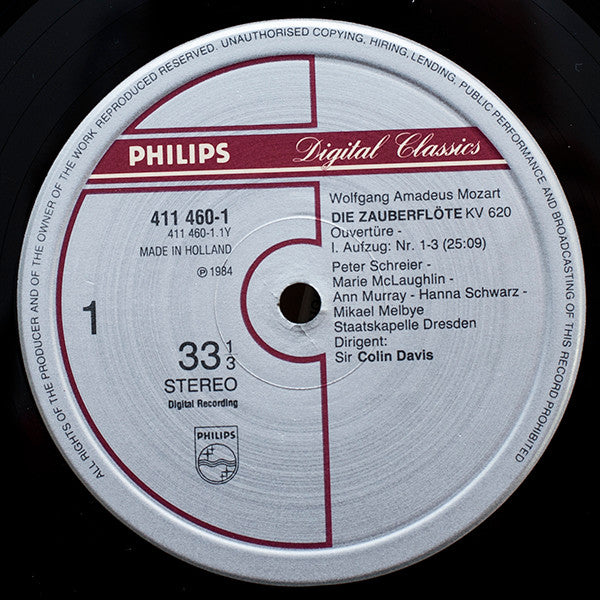 ALL RIGHTS OF THE PRODUCER AND OF THE OWNER OF THE WORK REPRODUCED RESERVED. UNAUTHORISED COPYING, HIRING, LENDING, PUBLIC PERFORMANCE AND BROADCASTING OF THIS RECORD PROHIBITED
PHILIPS Digital Classics
411 460-1
411 460-1.1Y
MADE IN HOLLAND
℗ 1984
1
33 1/3
STEREO
Digital Recording
PHILIPS
Wolfgang Amadeus Mozart
DIE ZAUBERFLÖTE KV 620
Ouvertüre -
I. Aufzug: Nr. 1-3 (25:09)
Peter Schreier -
Marie McLaughlin -
Ann Murray - Hanna Schwarz -
Mikael Melbye
Staatskapelle Dresden
Dirigent:
Sir Colin Davis